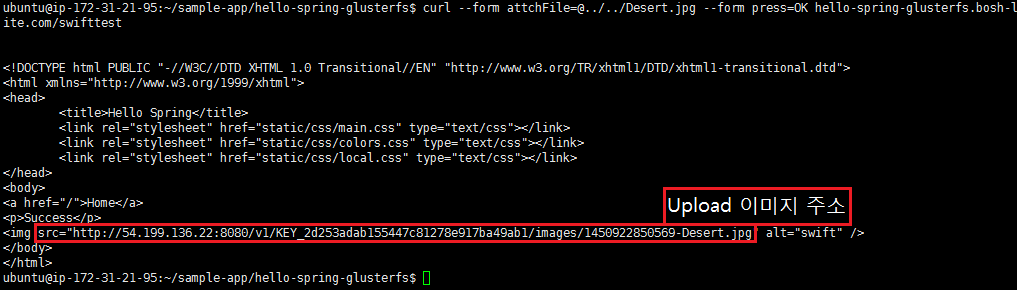 ubuntu@ip-172-31-21-95:~/sample-app/hello-spring-glusterfs$ curl --form attchFile=@../../Desert.jpg --form press=OK hello-spring-glusterfs.bosh-l
ite.com/swifttest
<!DOCTYPE html PUBLIC "-//W3C//DTD XHTML 1.0 Transitional//EN" "http://www.w3.org/TR/xhtml1/DTD/xhtml1-transitional.dtd">
<html xmlns="http://www.w3.org/1999/xhtml">
<head>
<title>Hello Spring</title>
<link rel="stylesheet" href="static/css/main.css" type="text/css"></link>
<link rel="stylesheet" href="static/css/colors.css" type="text/css"></link>
<link rel="stylesheet" href="static/css/local.css" type="text/css"></link>
</head>
<body>
<a href="/">Home</a>
Upload 이미지 주소
<p>Success</p>
<img src="http://54.199.136.22:8080/v1/KEY_2d253adab155447c81278e917ba49ab1/images/1450922850569-Desert.jpg" alt="swift" />
</body>
</html>
ubuntu@ip-172-31-21-95:~/sample-app/hello-spring-glusterfs$